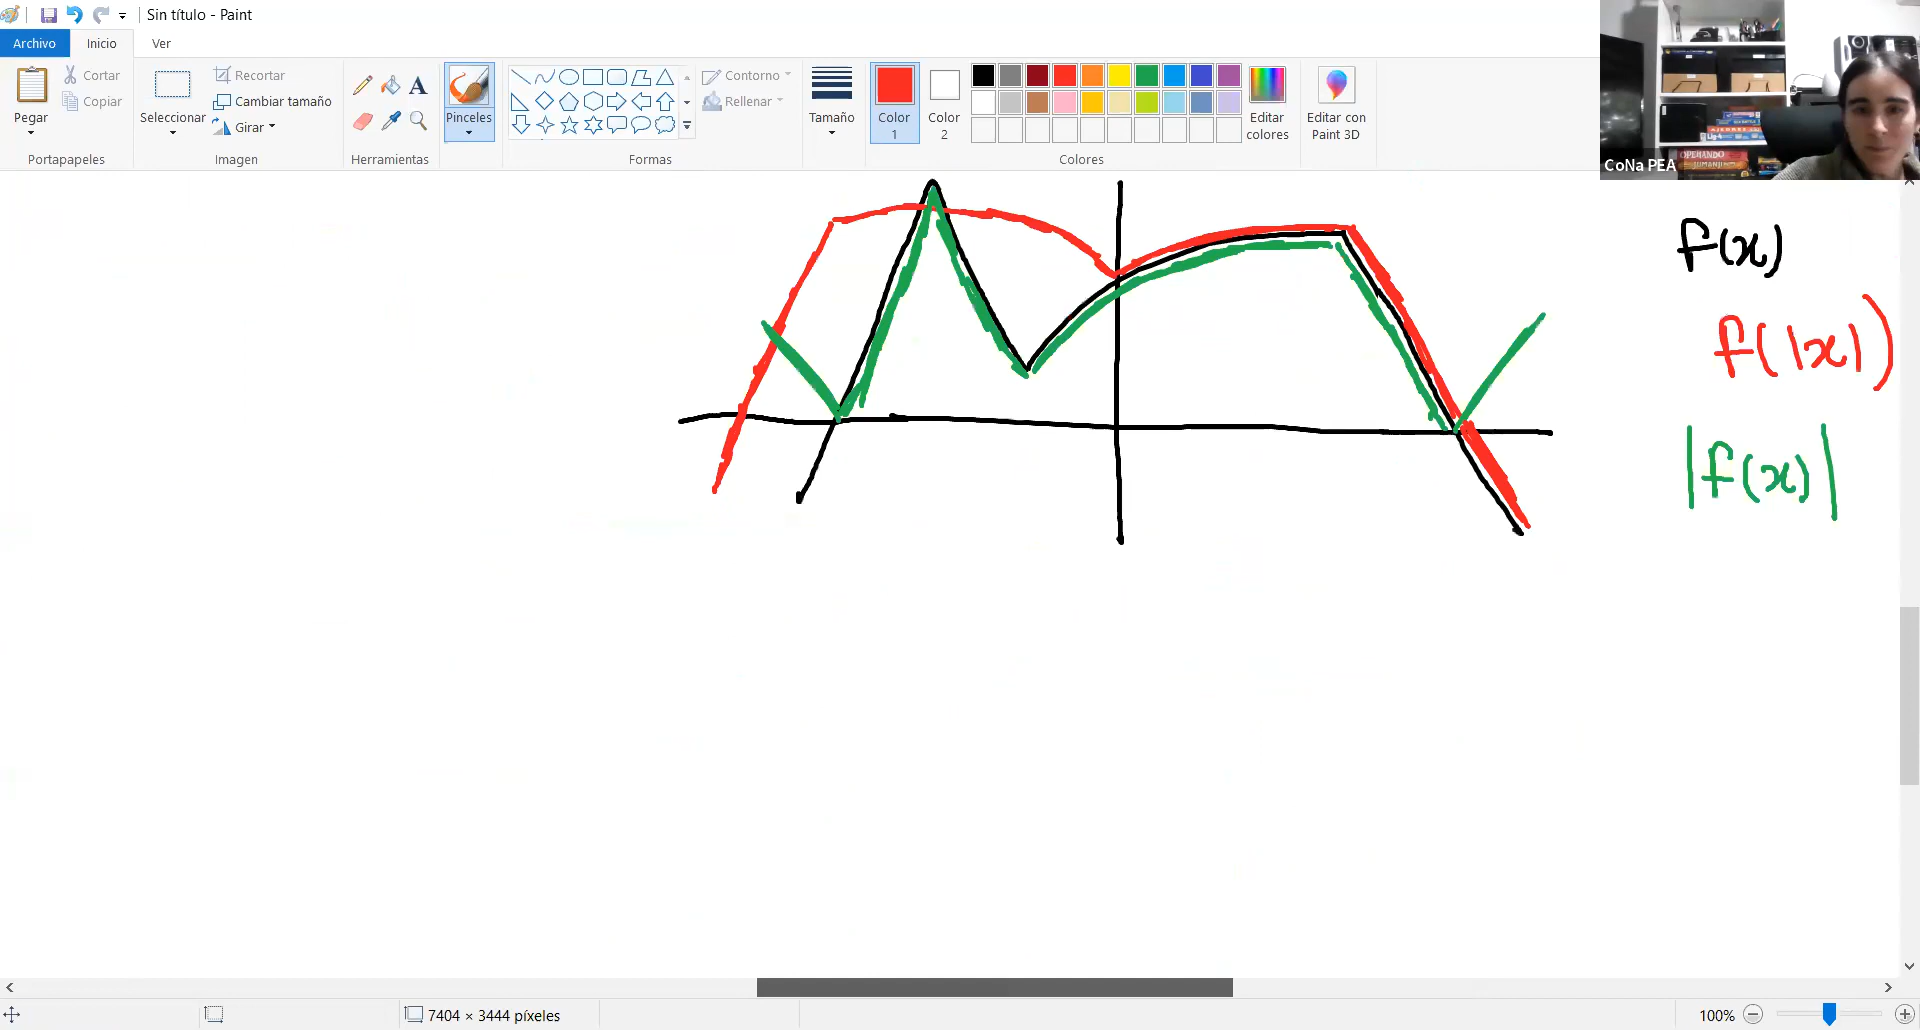 Sin título - Paint
Archivo Inicio Ver
Pegar
Cortar
Copiar
Portapapeles
Seleccionar
Recortar
Cambiar tamaño
Girar
Imagen
Herramientas
Pinceles
Contorno
Rellenar
Formas
Tamaño
Color 1
Color 2
Editar colores
Colores
Editar con Paint 3D
OPERANDO
CoNa PEA
f(x)
f(|x|)
|f(x)|
7404 × 3444 píxeles
100%